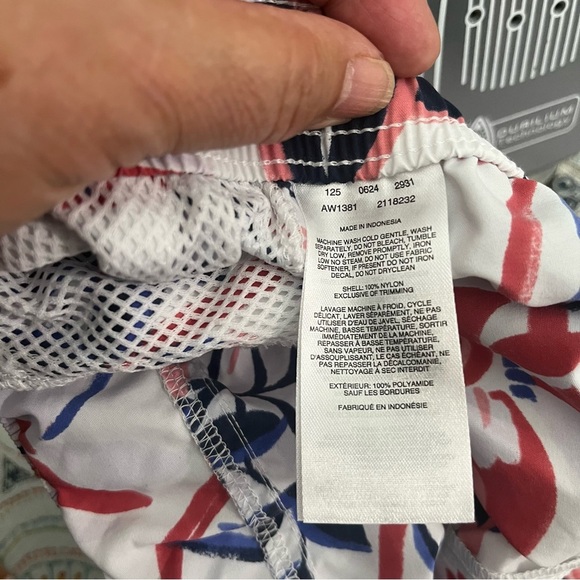 DURILIUM
Technology
125 0624 2931
AW1381 2118232
MADE IN INDONESIA
MACHINE WASH COLD GENTLE, WASH
SEPARATELY, DO NOT BLEACH, TUMBLE
DRY LOW, REMOVE PROMPTLY, IRON
LOW NO STEAM, DO NOT USE FABRIC
SOFTENER, IF PRESENT DO NOT IRON
DECAL, DO NOT DRYCLEAN
SHELL: 100% NYLON
EXCLUSIVE OF TRIMMING
LAVAGE MACHINE À FROID, CYCLE
DÉLICAT, LAVER SÉPARÉMENT, NE PAS
UTILISER D'EAU DE JAVEL, SÉCHAGE
MACHINE, BASSE TEMPÉRATURE, SORTIR
IMMÉDIATEMENT DE LA MACHINE,
REPASSER À BASSE TEMPÉRATURE,
SANS VAPEUR, NE PAS UTILISER
D'ASSOUPLISSANT, LE CAS ÉCHÉANT, NE
PAS REPASSER LA DÉCALCOMANIE,
NETTOYAGE À SEC INTERDIT
EXTÉRIEUR: 100% POLYAMIDE
SAUF LES BORDURES
FABRIQUÉ EN INDONÉSIE